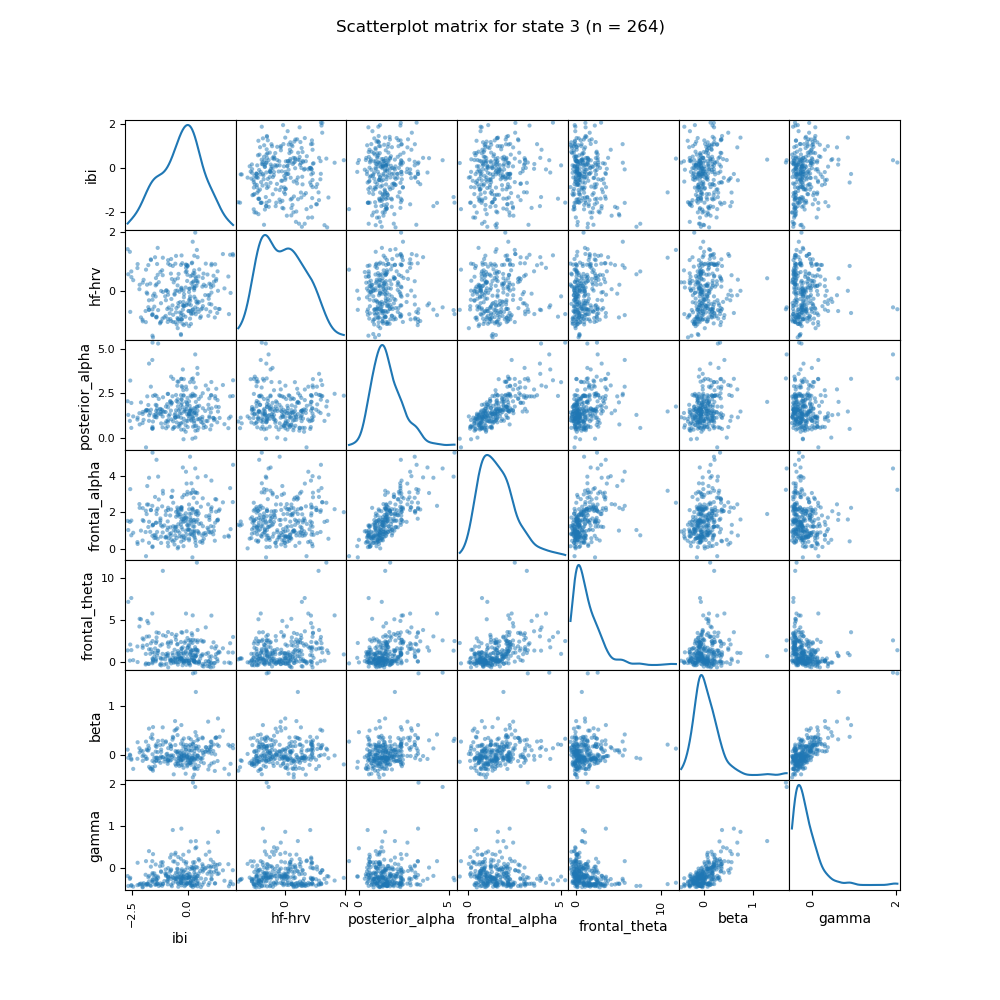 Scatterplot matrix for state 3 (n = 264)
2
0
-2
ibi
2
0
hf-hrv
5.0
2.5
0.0
posterior_alpha
4
2
0
frontal_alpha
10
5
0
frontal_theta
1
0
beta
2
1
0
gamma
−2.5
0.0
0
2
0
5
0
5
0
10
0
1
0
2
ibi
hf-hrv
posterior_alpha
frontal_alpha
frontal_theta
beta
gamma